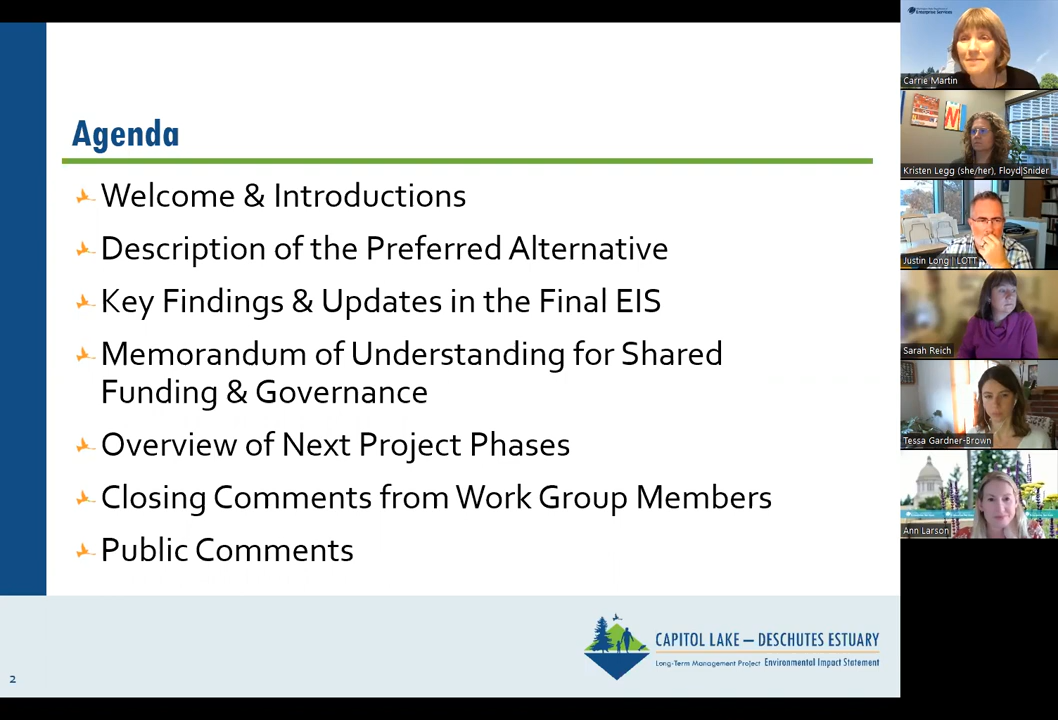 Agenda
Welcome & Introductions
Description of the Preferred Alternative
Key Findings & Updates in the Final EIS
Memorandum of Understanding for Shared
Funding & Governance
Overview of Next Project Phases
Closing Comments from Work Group Members
Public Comments
CAPITOL LAKE — DESCHUTES ESTUARY
Long-Term Management Project Environmental Impact Statement
2
Enterprise Services
Carrie Martin
Kristen Legg (she/her), Floyd|Snider
Justin Long | LOTT
Sarah Reich
Tessa Gardner-Brown
Ann Larson